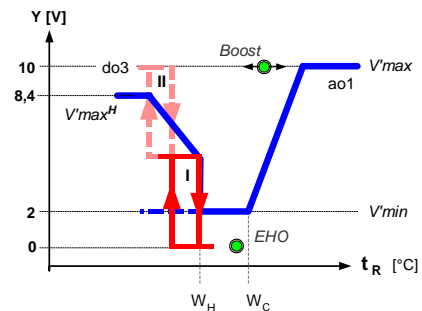 Y [V]
Boost
10
do3
V'max
II
ao1
8,4
V'maxH
I
2
V'min
EHO
0
tR [°C]
WH
WC